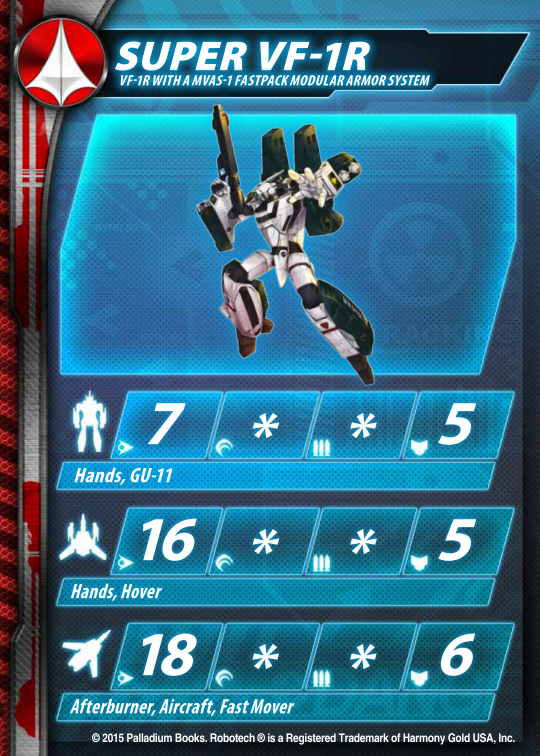 SUPER VF-1R
VF-1R WITH A MVAS-1 FASTPACK MODULAR ARMOR SYSTEM
7 * * 5
Hands, GU-11
16 * * 5
Hands, Hover
18 * * 6
Afterburner, Aircraft, Fast Mover
© 2015 Palladium Books. Robotech ® is a Registered Trademark of Harmony Gold USA, Inc.